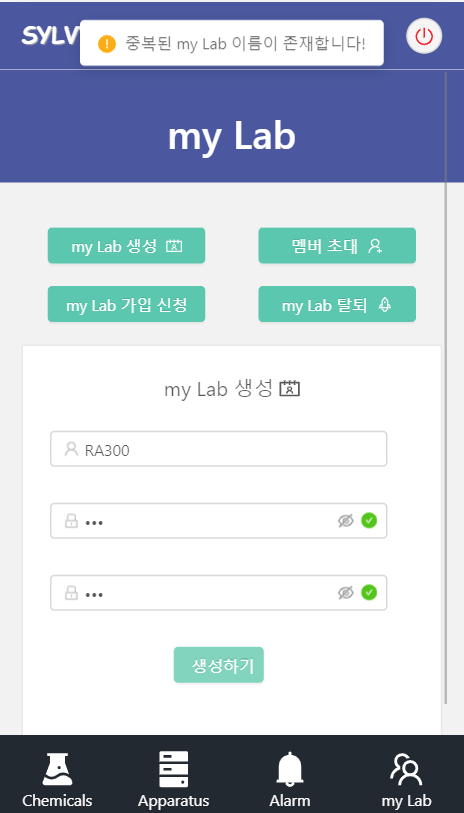 SYLV
중복된 my Lab 이름이 존재합니다!
my Lab
my Lab 생성
멤버 초대
my Lab 가입 신청
my Lab 탈퇴
my Lab 생성
RA300
•••
•••
생성하기
Chemicals
Apparatus
Alarm
my Lab